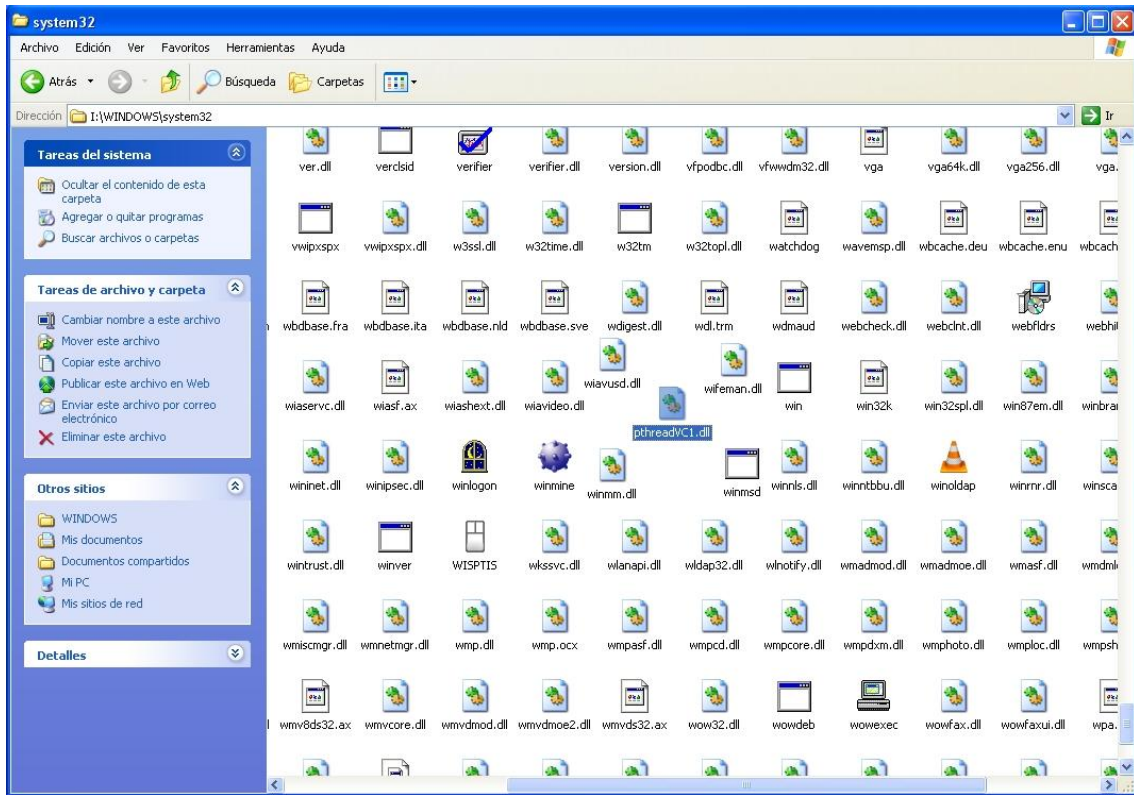 system32
Archivo Edición Ver Favoritos Herramientas Ayuda
Atrás Búsqueda Carpetas
Dirección I:\WINDOWS\system32 Ir
Tareas del sistema
Ocultar el contenido de esta
carpeta
Agregar o quitar programas
Buscar archivos o carpetas
Tareas de archivo y carpeta
Cambiar nombre a este archivo
Mover este archivo
Copiar este archivo
Publicar este archivo en Web
Enviar este archivo por correo
electrónico
Eliminar este archivo
Otros sitios
WINDOWS
Mis documentos
Documentos compartidos
Mi PC
Mis sitios de red
Detalles
ver.dll verclsid verifier verifier.dll version.dll vfpodbc.dll vfwwdm32.dll vga vga64k.dll vga256.dll vga.
vwipxspx vwipxspx.dll w3ssl.dll w32time.dll w32tm w32topl.dll watchdog wavemsp.dll wbcache.deu wbcache.enu wbcach
wbdbase.fra wbdbase.ita wbdbase.nld wbdbase.sve wdigest.dll wdl.trm wdmaud webcheck.dll webclnt.dll webfldrs webhi
wiavusd.dll wifeman.dll
wiaservc.dll wiasf.ax wiashext.dll wiavideo.dll win win32k win32spl.dll win87em.dll winbra
pthreadVC1.dll
wininet.dll winipsec.dll winlogon winmine winmm.dll winmsd winnls.dll winntbbu.dll winoldap winrnr.dll winsca
wintrust.dll winver WISPTIS wkssvc.dll wlanapi.dll wldap32.dll wlnotify.dll wmadmod.dll wmadmoe.dll wmasf.dll wmdml
wmiscmgr.dll wmnetmgr.dll wmp.dll wmp.ocx wmpasf.dll wmpcd.dll wmpcore.dll wmpdxm.dll wmphoto.dll wmploc.dll wmpsh
wmv8ds32.ax wmvcore.dll wmvdmod.dll wmvdmoe2.dll wmvds32.ax wow32.dll wowdeb wowexec wowfax.dll wowfaxui.dll wpa.